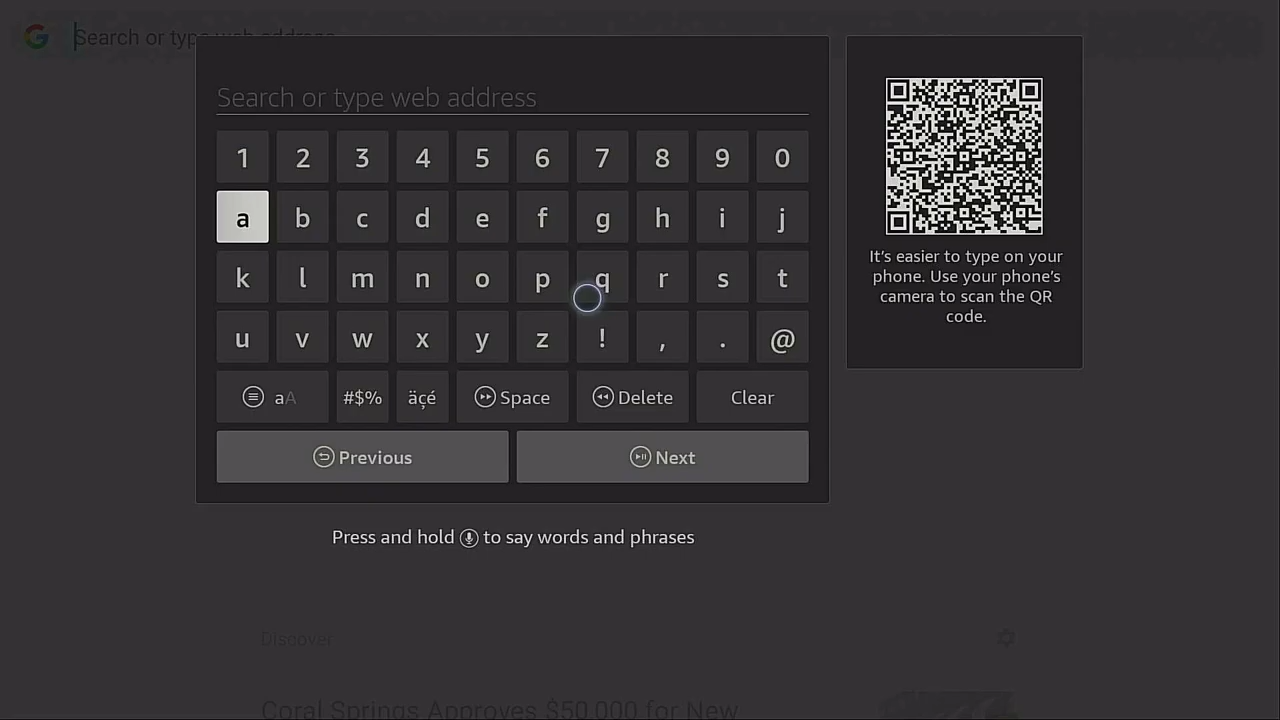 Search or type web address
Search or type web address
1 2 3 4 5 6 7 8 9 0
a b c d e f g h i j
k l m n o p q r s t
u v w x y z ! , . @
aA #$% äçé Space Delete Clear
Previous Next
Press and hold to say words and phrases
It's easier to type on your
phone. Use your phone's
camera to scan the QR
code.
Discover
Coral Springs Approves $50,000 for New